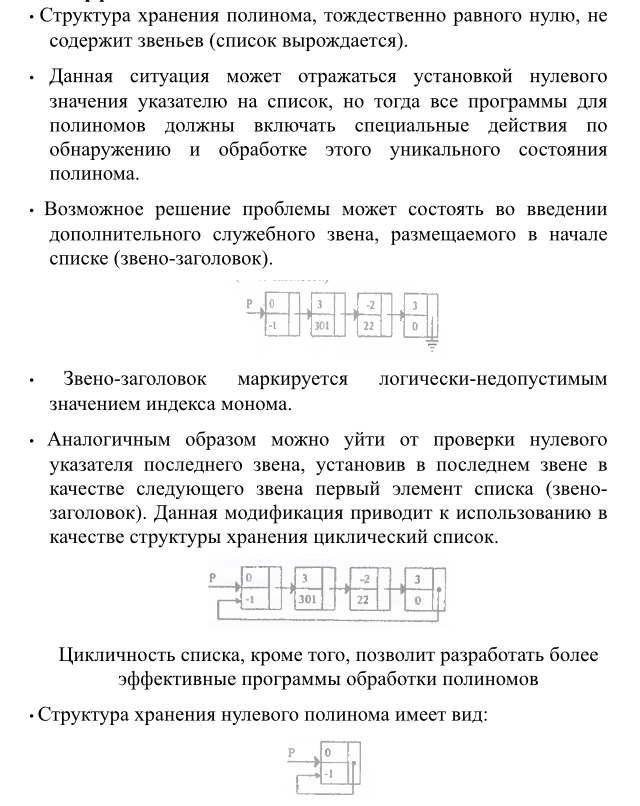 • Структура хранения полинома, тождественно равного нулю, не
содержит звеньев (список вырождается).
• Данная ситуация может отражаться установкой нулевого
значения указателю на список, но тогда все программы для
полиномов должны включать специальные действия по
обнаружению и обработке этого уникального состояния
полинома.
• Возможное решение проблемы может состоять во введении
дополнительного служебного звена, размещаемого в начале
списке (звено-заголовок).
P 0 3 -2 3
-1 301 22 0
• Звено-заголовок маркируется логически-недопустимым
значением индекса монома.
• Аналогичным образом можно уйти от проверки нулевого
указателя последнего звена, установив в последнем звене в
качестве следующего звена первый элемент списка (звено-
заголовок). Данная модификация приводит к использованию в
качестве структуры хранения циклический список.
P 0 3 -2 3
-1 301 22 0
Цикличность списка, кроме того, позволит разработать более
эффективные программы обработки полиномов
• Структура хранения нулевого полинома имеет вид:
P 0
-1